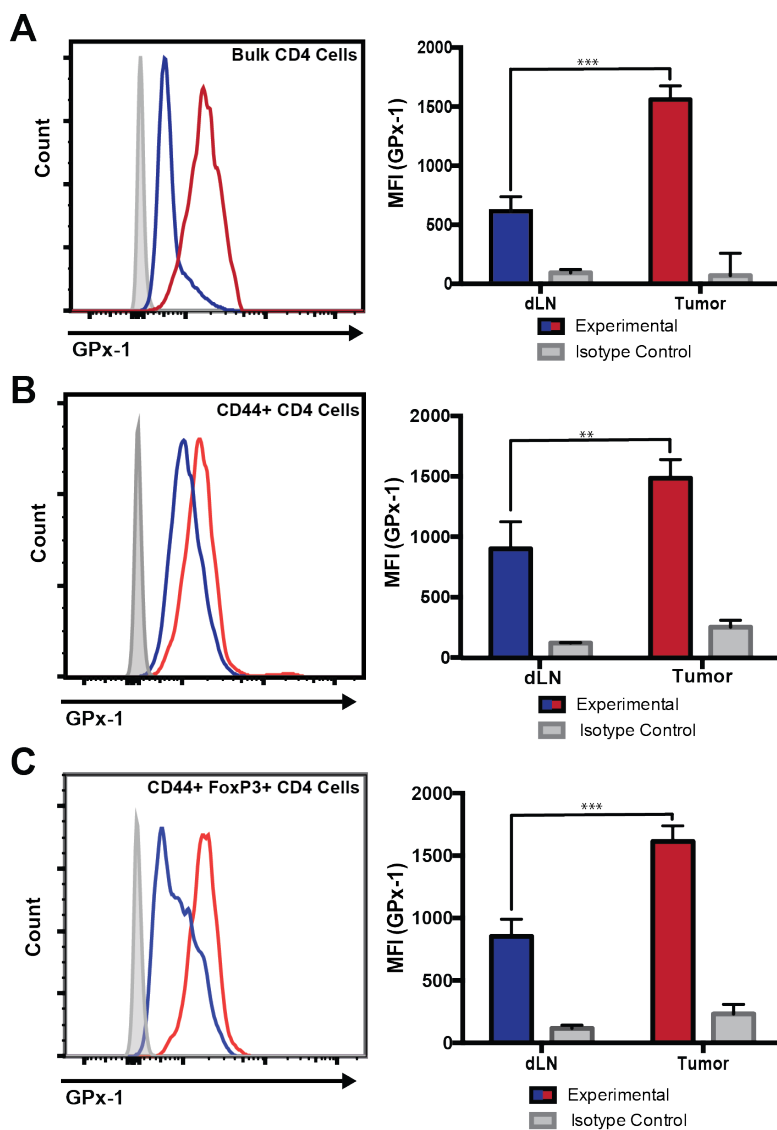 A
Bulk CD4 Cells
Count
GPx-1
2000
1500
1000
500
0
MFI (GPx-1)
***
dLN
Tumor
Experimental
Isotype Control
B
CD44+ CD4 Cells
Count
GPx-1
2000
1500
1000
500
0
MFI (GPx-1)
**
dLN
Tumor
Experimental
Isotype Control
C
CD44+ FoxP3+ CD4 Cells
Count
GPx-1
2000
1500
1000
500
0
MFI (GPx-1)
***
dLN
Tumor
Experimental
Isotype Control